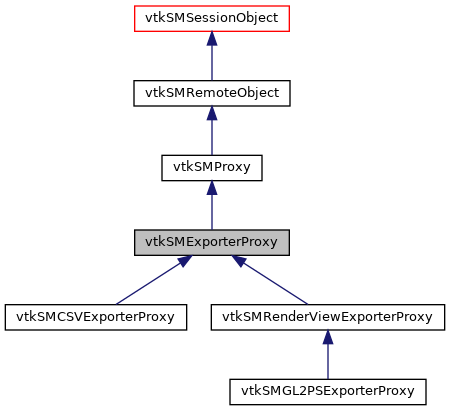 vtkSMSessionObject
vtkSMRemoteObject
vtkSMProxy
vtkSMExporterProxy
vtkSMCSVExporterProxy
vtkSMRenderViewExporterProxy
vtkSMGL2PSExporterProxy